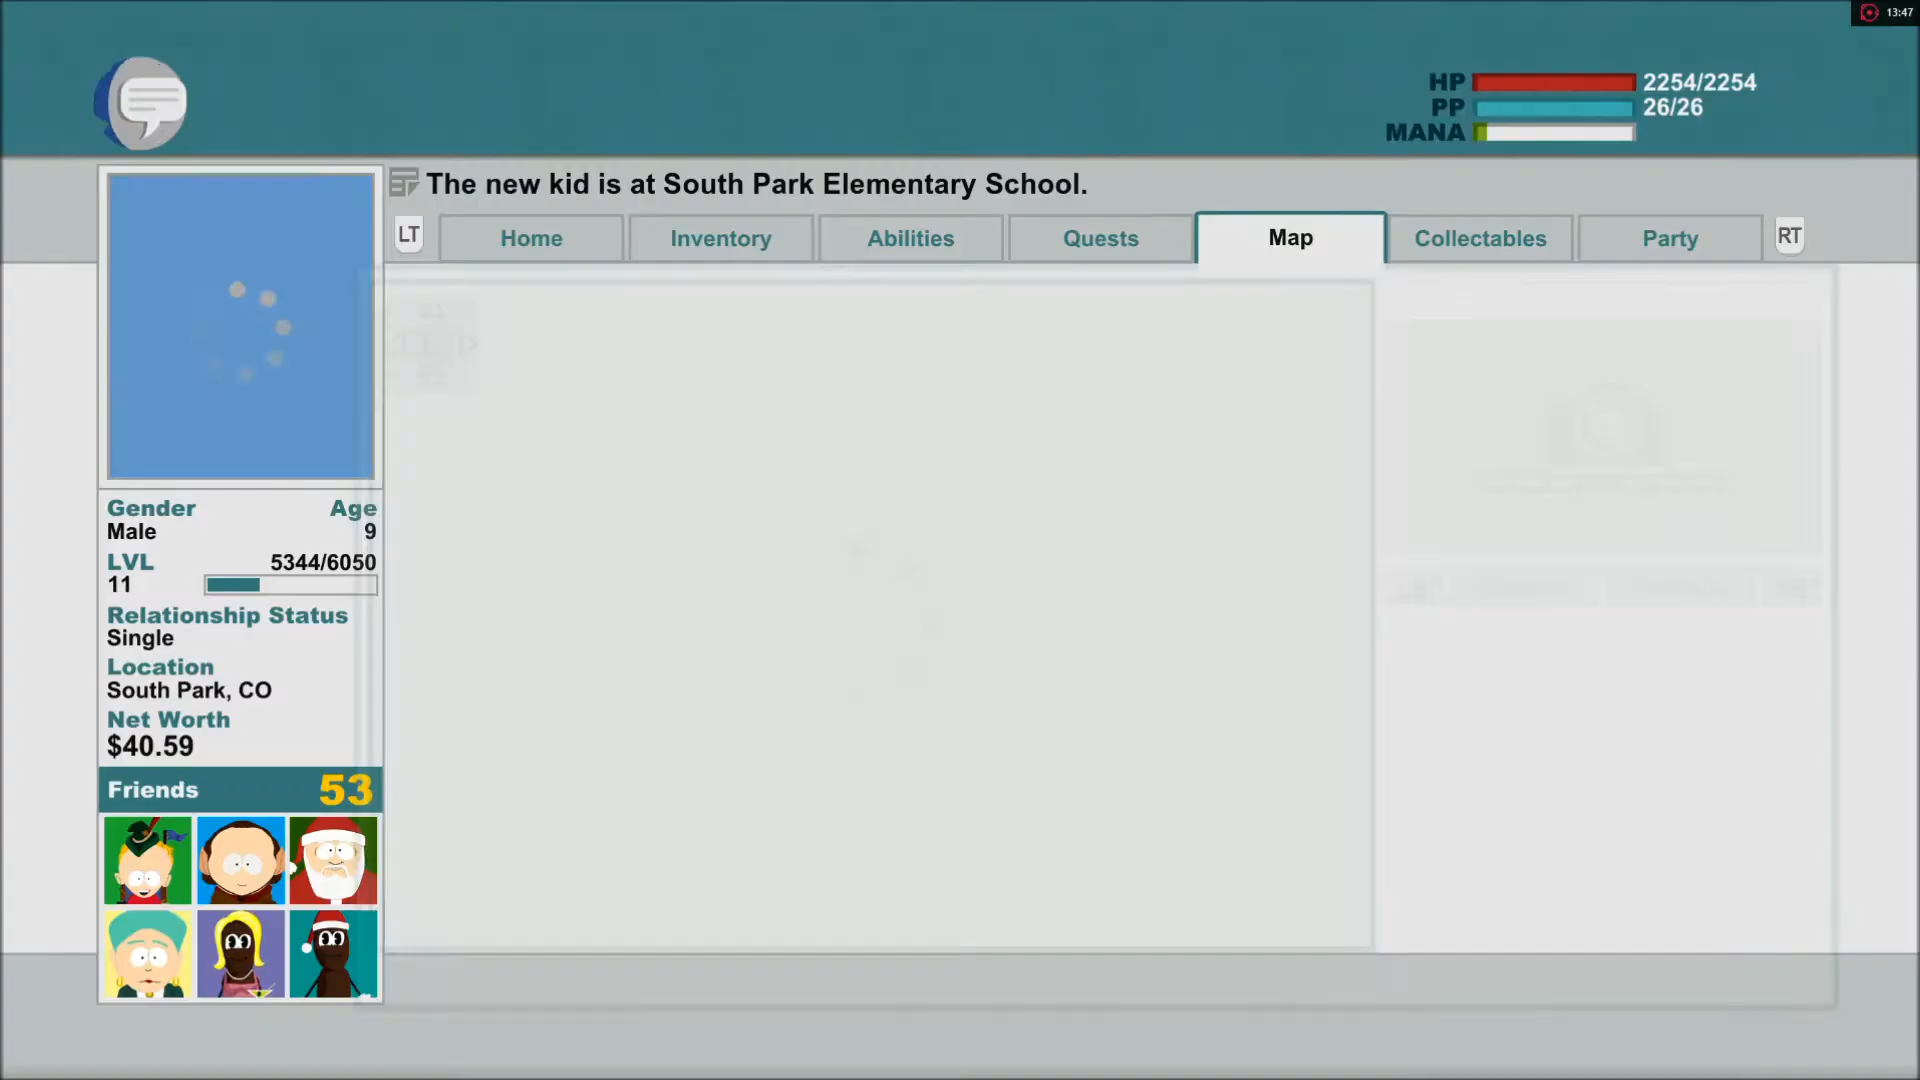 13:47
HP 2254/2254
PP 26/26
MANA
The new kid is at South Park Elementary School.
LT Home Inventory Abilities Quests Map Collectables Party RT
Gender Age
Male 9
LVL 5344/6050
11
Relationship Status
Single
Location
South Park, CO
Net Worth
$40.59
Friends 53